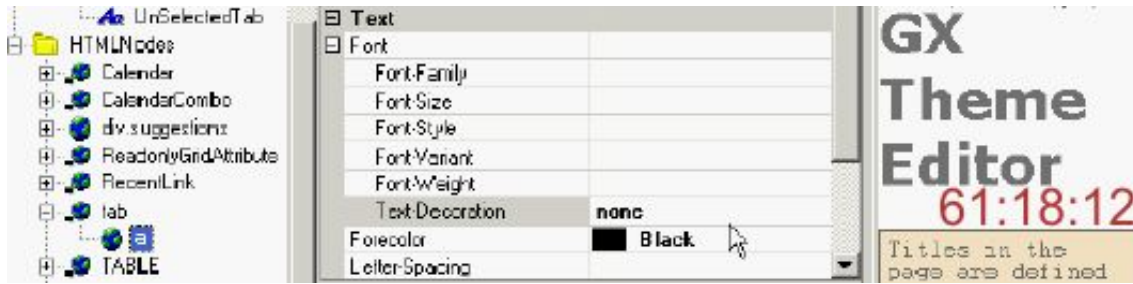 UnSelectedTab
HTMLNodes
Calendar
CalendarCombo
div.suggestions
ReadonlyGridAttribute
RecentLink
tab
a
TABLE
Text
Font
Font-Family
Font-Size
Font-Style
Font-Variant
Font-Weight
Text-Decoration none
Forecolor Black
Letter-Spacing
GX
Theme
Editor
61:18:12
Titles in the
page are defined